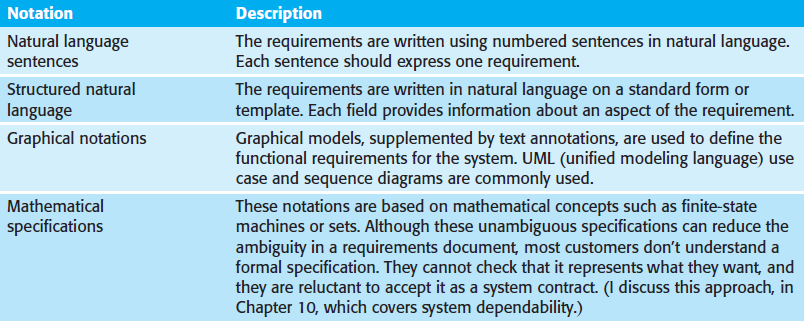 Notation Description
Natural language The requirements are written using numbered sentences in natural language.
sentences Each sentence should express one requirement.
Structured natural The requirements are written in natural language on a standard form or
language template. Each field provides information about an aspect of the requirement.
Graphical notations Graphical models, supplemented by text annotations, are used to define the
functional requirements for the system. UML (unified modeling language) use
case and sequence diagrams are commonly used.
Mathematical These notations are based on mathematical concepts such as finite-state
specifications machines or sets. Although these unambiguous specifications can reduce the
ambiguity in a requirements document, most customers don’t understand a
formal specification. They cannot check that it represents what they want, and
they are reluctant to accept it as a system contract. (I discuss this approach, in
Chapter 10, which covers system dependability.)